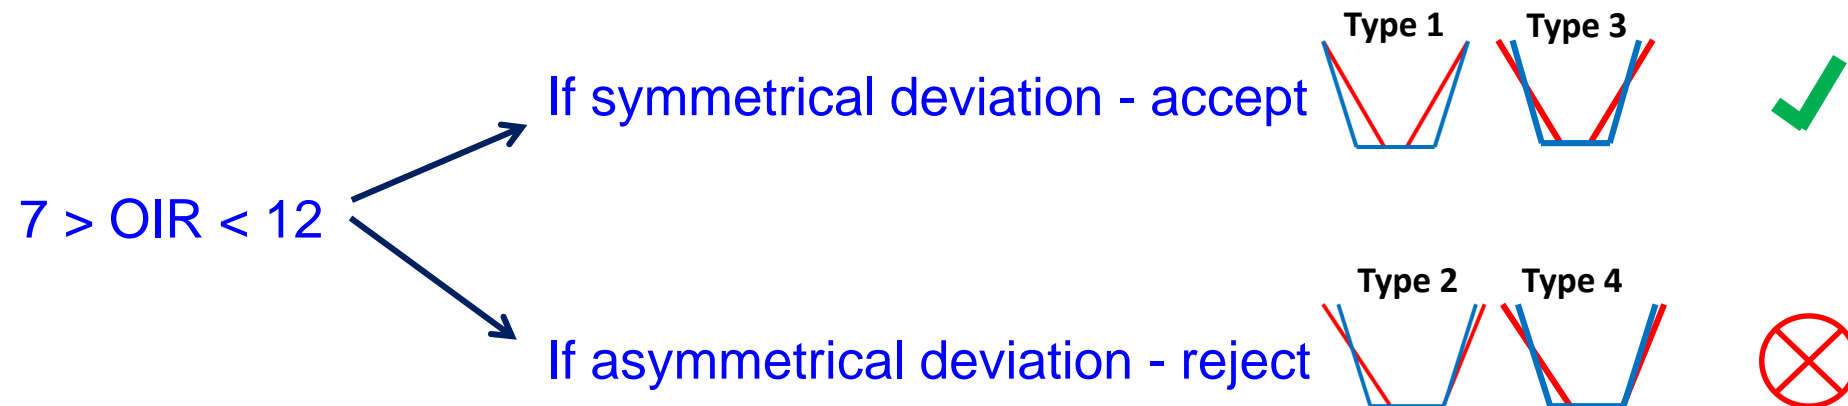 Type 1 Type 3
If symmetrical deviation - accept
7 > OIR < 12
Type 2 Type 4
If asymmetrical deviation - reject